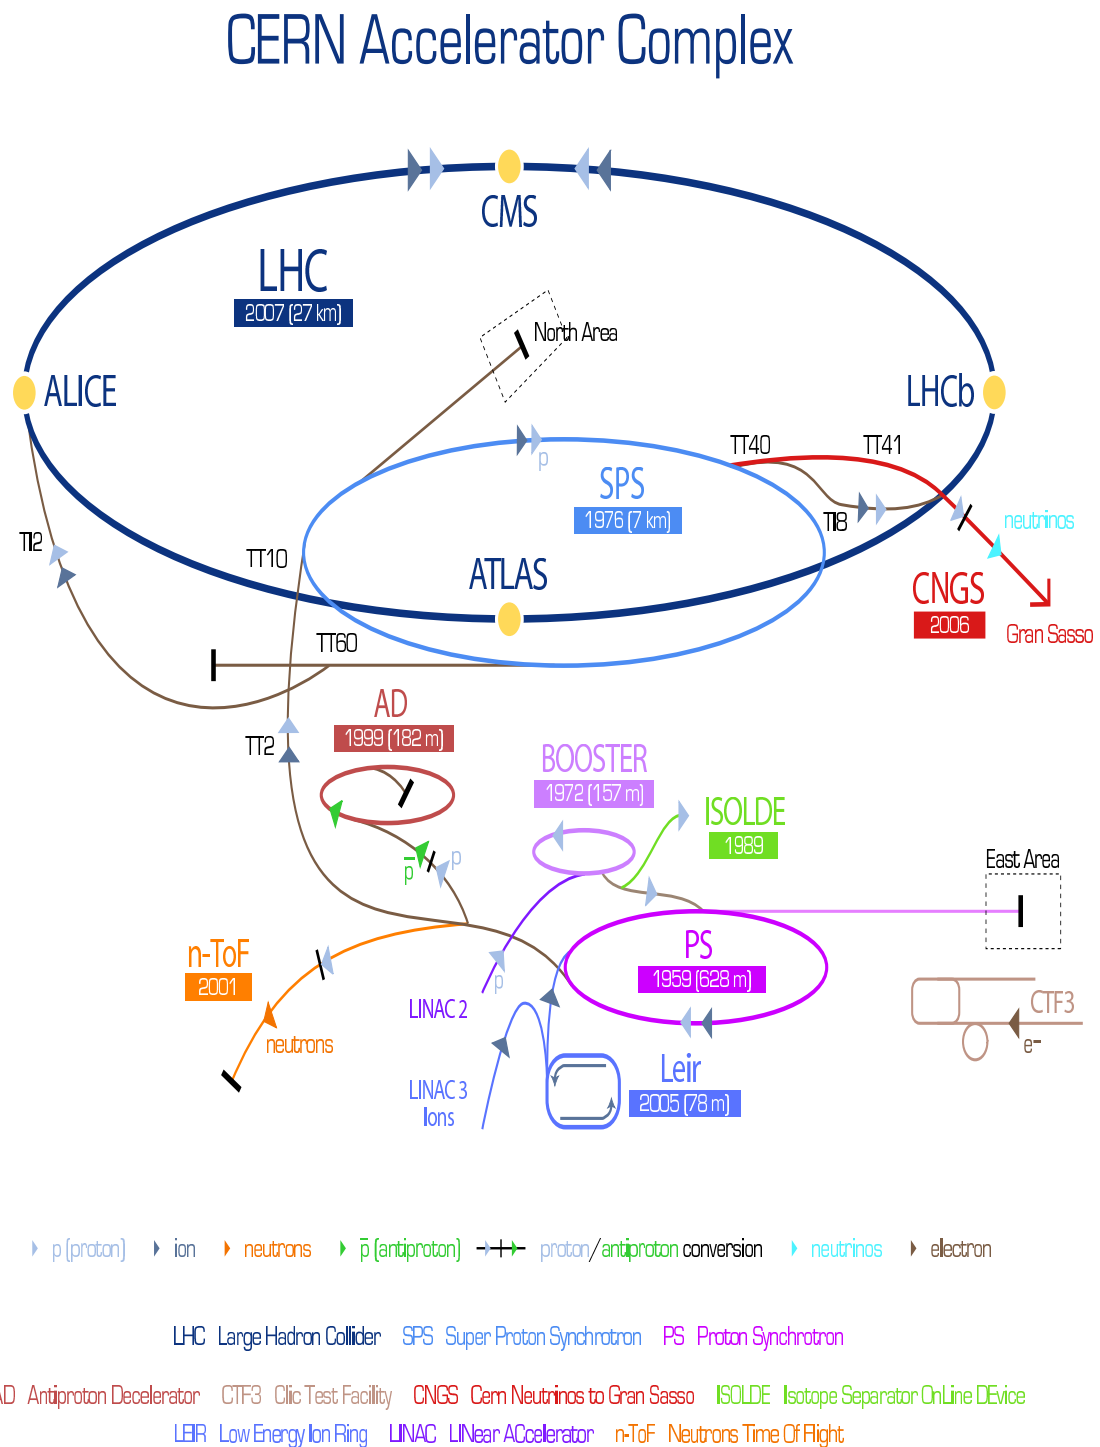 CERN Accelerator Complex
CMS
LHC
2007 (27 km)
North Area
ALICE
LHCb
TT40
TT41
p
SPS
1976 (7 km)
TI8
neutrinos
TI2
TT10
ATLAS
CNGS
2006
Gran Sasso
TT60
AD
1999 (182 m)
TT2
BOOSTER
1972 (157 m)
ISOLDE
1989
East Area
p
p̅
n-ToF
2001
PS
1959 (628 m)
p
LINAC 2
CTF3
e-
neutrons
Leir
2005 (78 m)
LINAC 3
Ions
p (proton) ion neutrons p̅ (antiproton) proton/antiproton conversion neutrinos electron
LHC Large Hadron Collider SPS Super Proton Synchrotron PS Proton Synchrotron
AD Antiproton Decelerator CTF3 Clic Test Facility CNGS Cern Neutrinos to Gran Sasso ISOLDE Isotope Separator OnLine DEvice
LEIR Low Energy Ion Ring LINAC LINear ACcelerator n-ToF Neutrons Time Of Flight